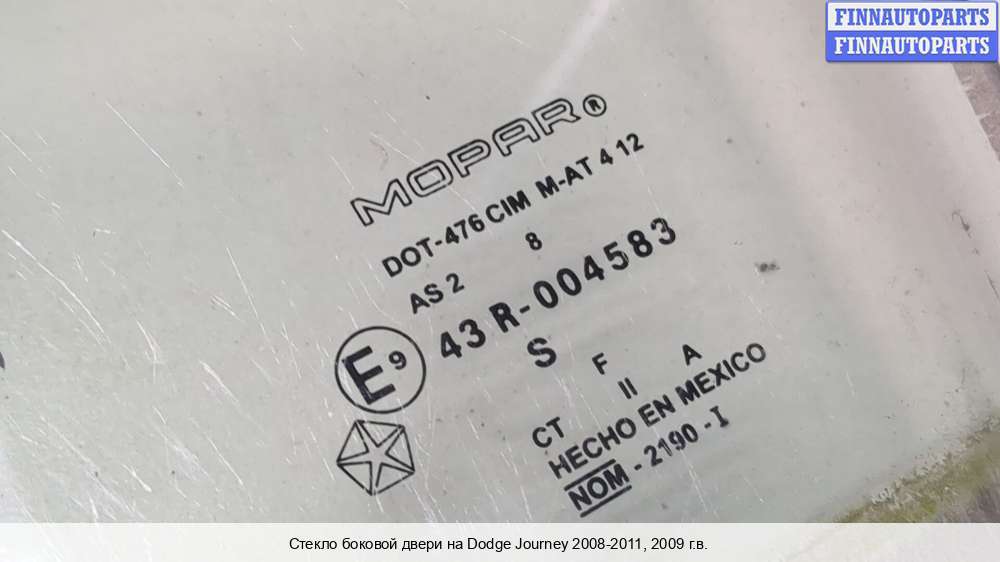 FINNAUTOPARTS
FINNAUTOPARTS
MOPAR®
DOT-476 CIM M-AT 4 12
AS 2 8
43 R-004583
E9 S
F A
CT II
HECHO EN MEXICO
NOM - 2190 - I
Стекло боковой двери на Dodge Journey 2008-2011, 2009 г.в.